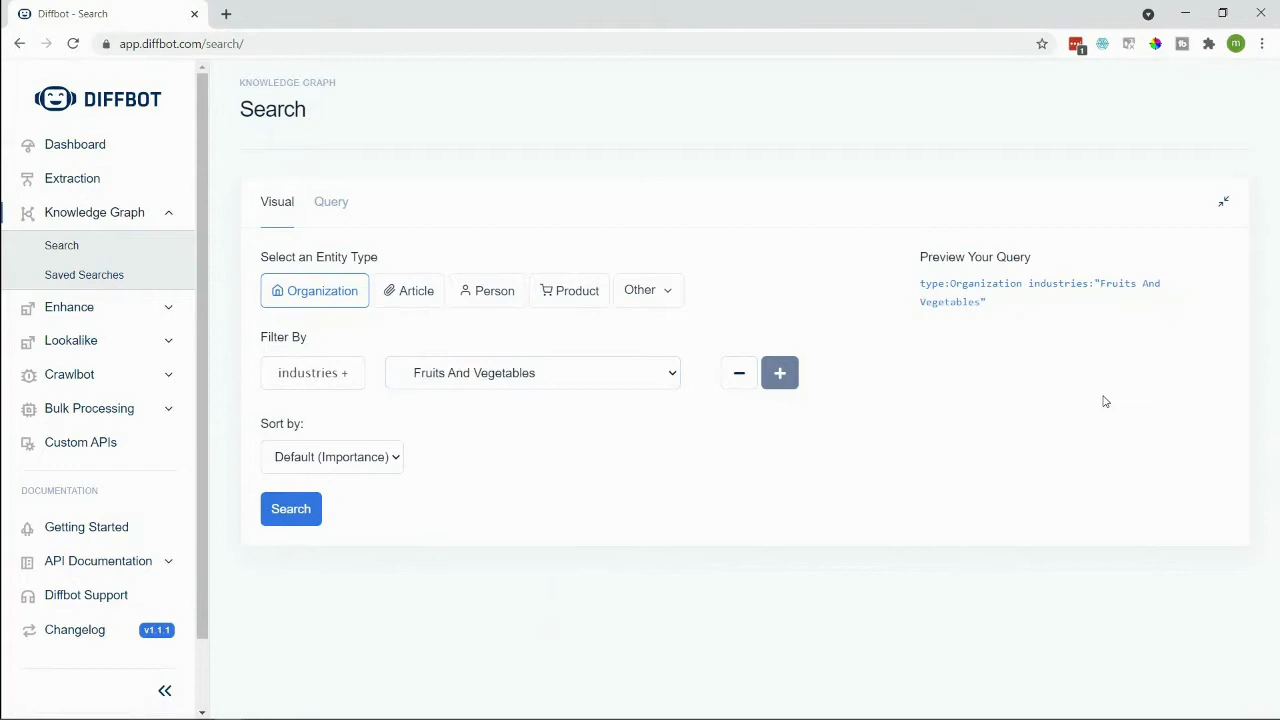 Diffbot - Search
app.diffbot.com/search/
1
m
DIFFBOT
Dashboard
Extraction
Knowledge Graph
Search
Saved Searches
Enhance
Lookalike
Crawlbot
Bulk Processing
Custom APIs
DOCUMENTATION
Getting Started
API Documentation
Diffbot Support
Changelog v1.1.1
KNOWLEDGE GRAPH
Search
Visual Query
Select an Entity Type
Organization Article Person Product Other
Filter By
industries + Fruits And Vegetables
Sort by:
Default (Importance)
Search
Preview Your Query
type:Organization industries:"Fruits And
Vegetables"